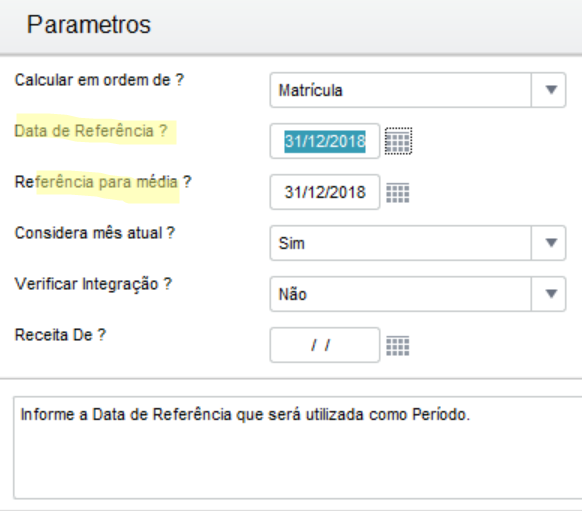 Parametros
Calcular em ordem de ? Matrícula
Data de Referência ? 31/12/2018
Referência para média ? 31/12/2018
Considera mês atual ? Sim
Verificar Integração ? Não
Receita De ? / /
Informe a Data de Referência que será utilizada como Período.